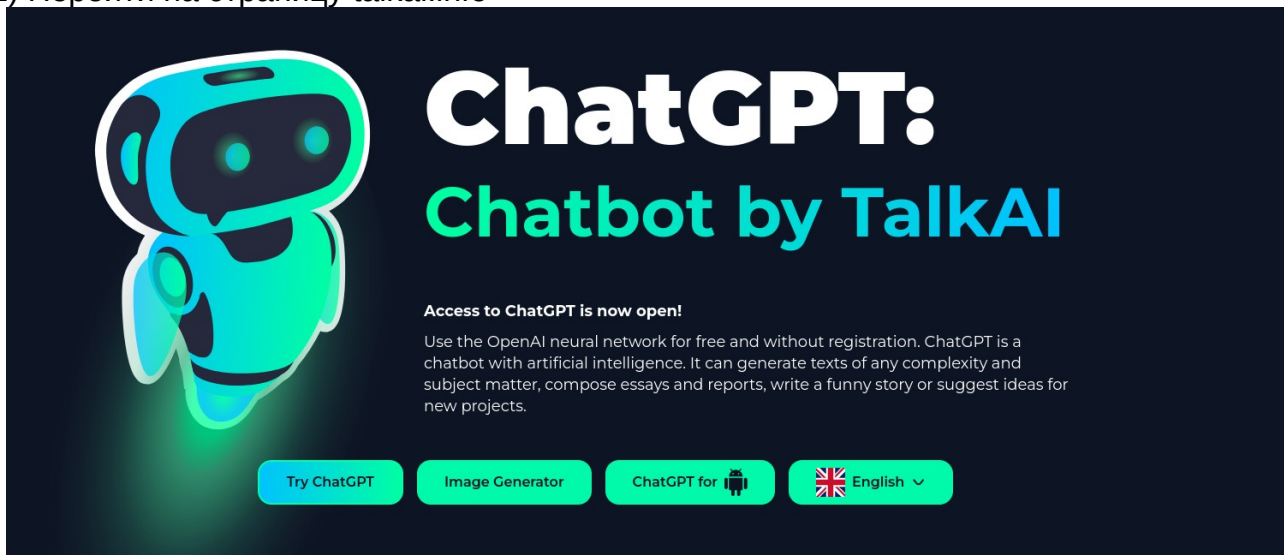 ChatGPT:
Chatbot by TalkAI
Access to ChatGPT is now open!
Use the OpenAI neural network for free and without registration. ChatGPT is a
chatbot with artificial intelligence. It can generate texts of any complexity and
subject matter, compose essays and reports, write a funny story or suggest ideas for
new projects.
Try ChatGPT
Image Generator
ChatGPT for
English